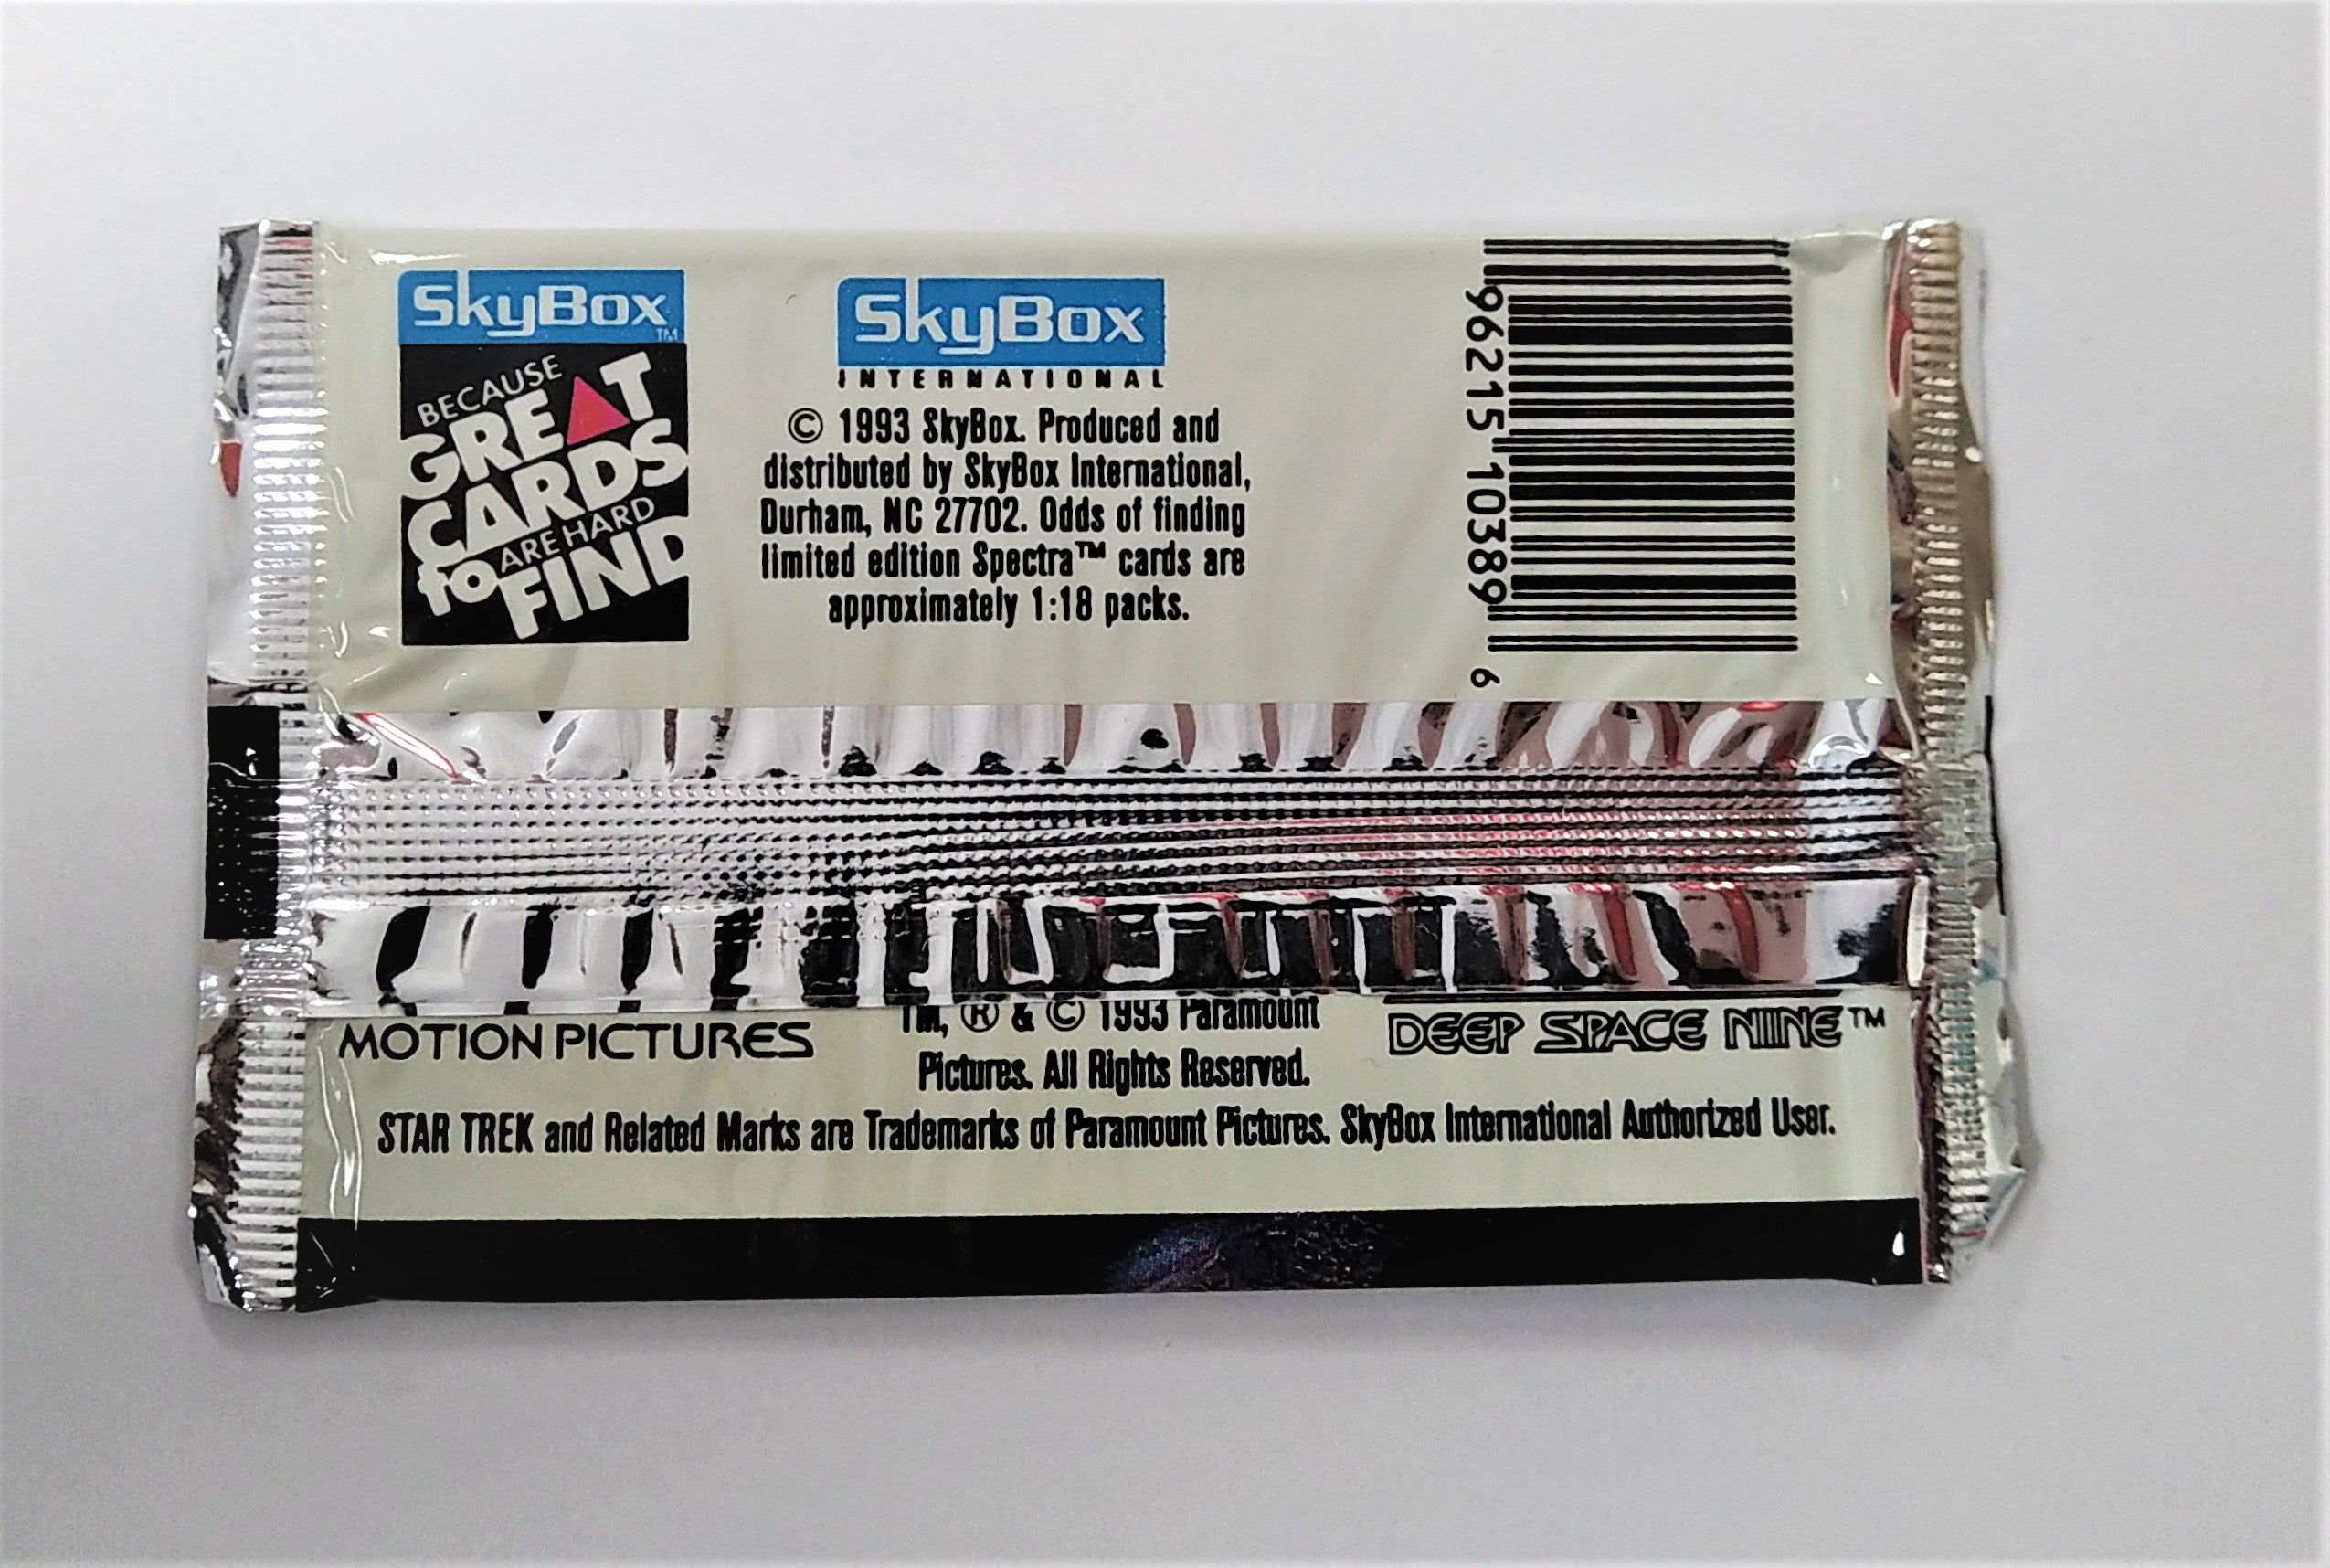 SkyBox™
BECAUSE
GREAT
CARDS
ARE HARD
TO
FIND
SkyBox
INTERNATIONAL
© 1993 SkyBox. Produced and
distributed by SkyBox International,
Durham, NC 27702. Odds of finding
limited edition Spectra™ cards are
approximately 1:18 packs.
96215 10389 6
MOTION PICTURES
TM, ® & © 1993 Paramount
Pictures. All Rights Reserved.
DEEP SPACE NINE™
STAR TREK and Related Marks are Trademarks of Paramount Pictures. SkyBox International Authorized User.